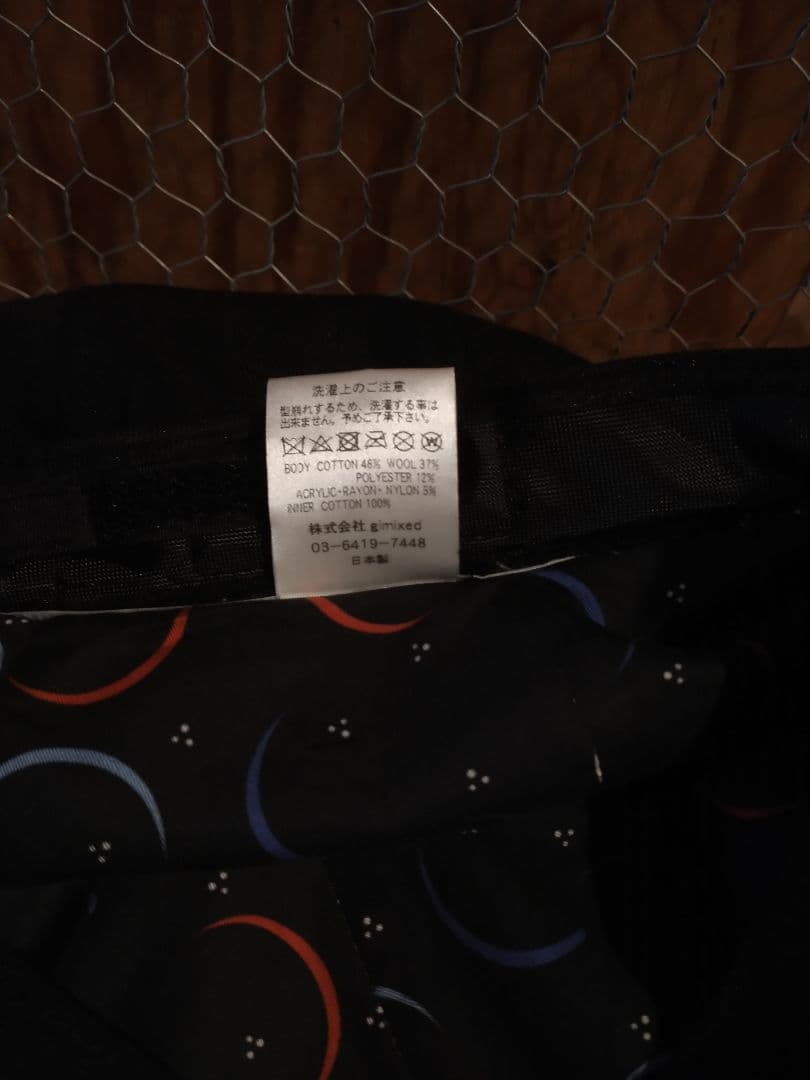 洗濯上のご注意
型崩れするため、洗濯する事は
出来ません。予めご了承下さい。
BODY COTTON 46% WOOL 37%
POLYESTER 12%
ACRYLIC・RAYON・NYLON 5%
INNER COTTON 100%
株式会社 gimixed
03-6419-7448
日本製